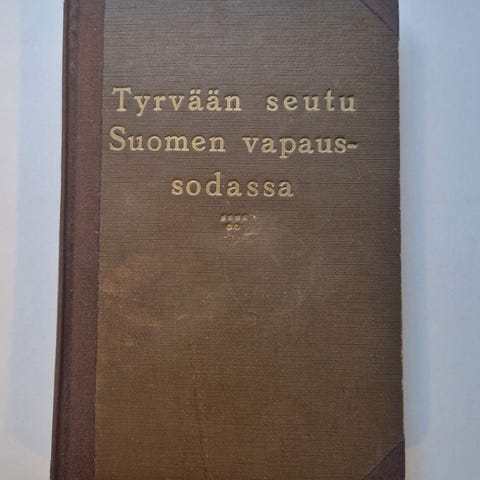 Tyrvään seutu
Suomen vapaus-
sodassa